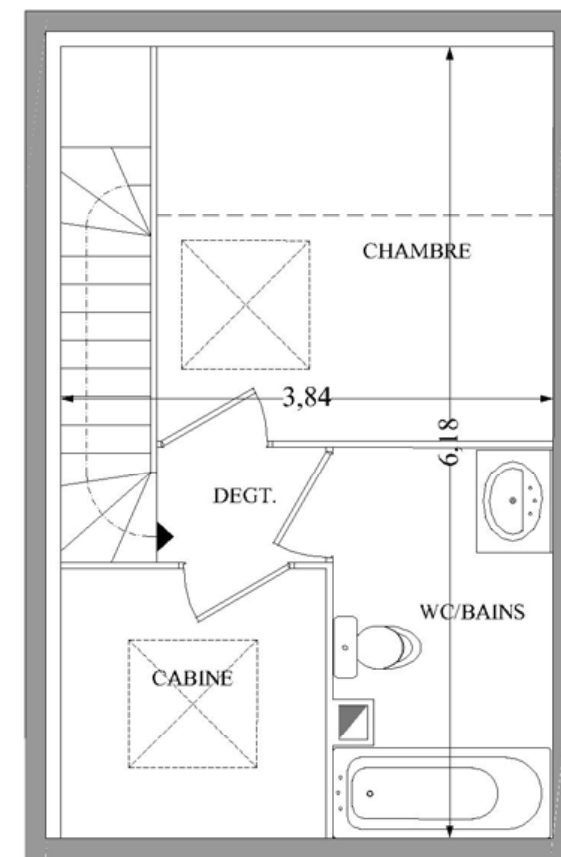 CHAMBRE
3,84
6,18
DEGT.
WC/BAINS
CABINE